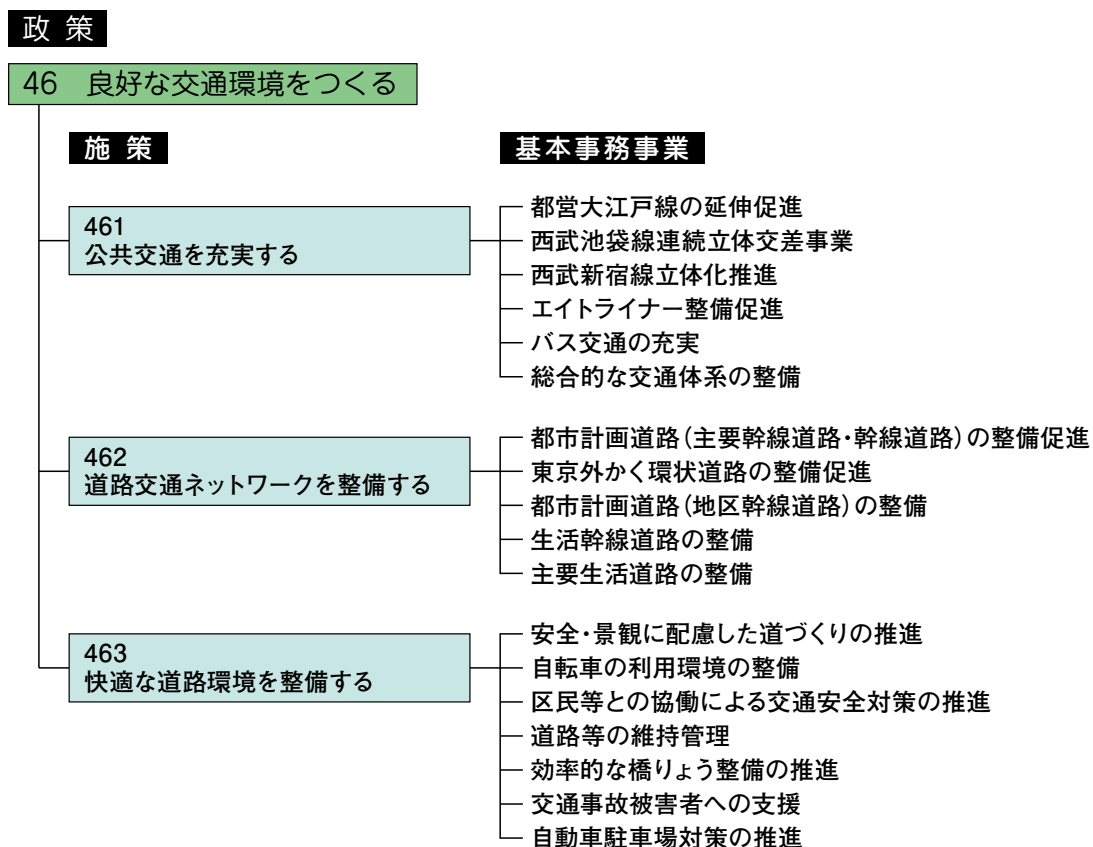 政策
46 良好な交通環境をつくる
施策
基本事務事業
461
公共交通を充実する
都営大江戸線の延伸促進
西武池袋線連続立体交差事業
西武新宿線立体化推進
エイトライナー整備促進
バス交通の充実
総合的な交通体系の整備
462
道路交通ネットワークを整備する
都市計画道路(主要幹線道路・幹線道路)の整備促進
東京外かく環状道路の整備促進
都市計画道路(地区幹線道路)の整備
生活幹線道路の整備
主要生活道路の整備
463
快適な道路環境を整備する
安全・景観に配慮した道づくりの推進
自転車の利用環境の整備
区民等との協働による交通安全対策の推進
道路等の維持管理
効率的な橋りょう整備の推進
交通事故被害者への支援
自動車駐車場対策の推進